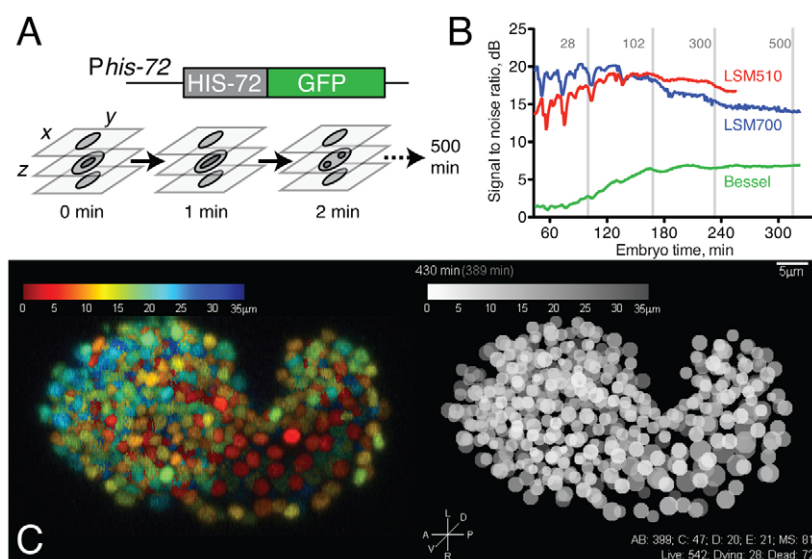 A
Phis-72
HIS-72
GFP
x
y
z
0 min
1 min
2 min
500
min
B
28
102
300
500
Signal to noise ratio, dB
25
20
15
10
5
0
LSM510
LSM700
Bessel
60
120
180
240
300
Embryo time, min
430 min (389 min)
5µm
0
5
10
15
20
25
30
35µm
0
5
10
15
20
25
30
35µm
C
L
D
A
P
V
R
AB: 399; C: 47; D: 20; E: 21; MS: 81
Live: 542; Dying: 28; Dead: